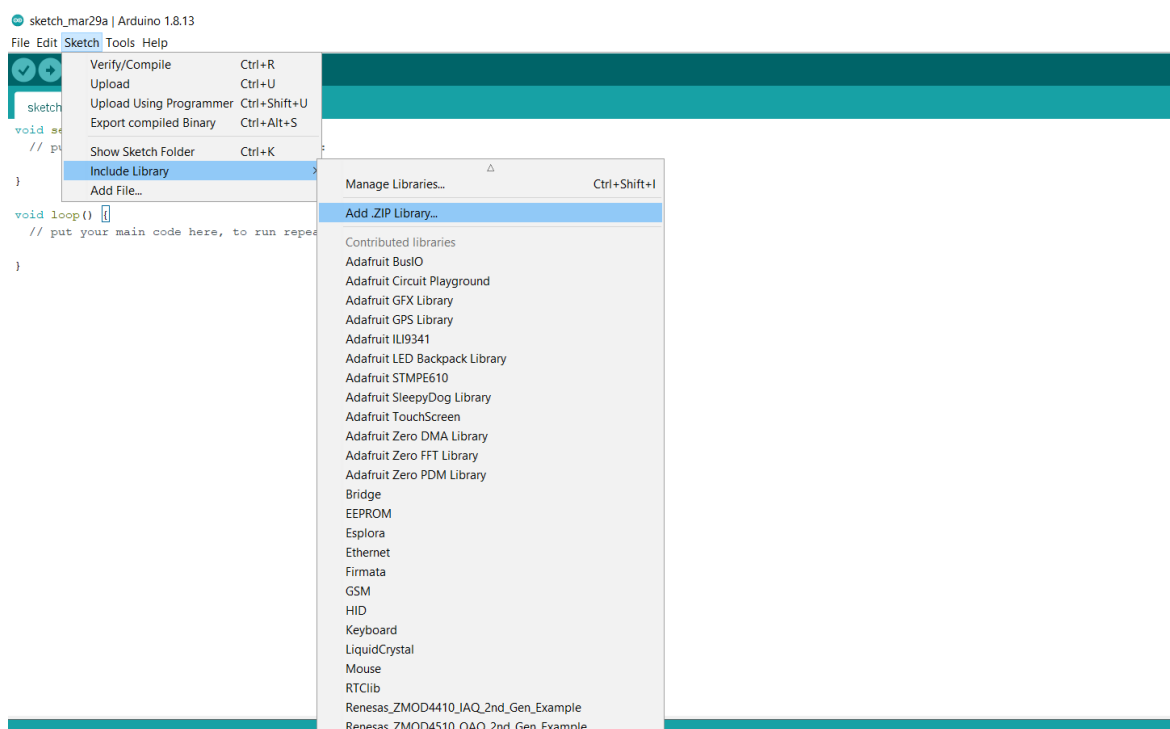 sketch_mar29a | Arduino 1.8.13
File Edit Sketch Tools Help
Verify/Compile Ctrl+R
Upload Ctrl+U
Upload Using Programmer Ctrl+Shift+U
Export compiled Binary Ctrl+Alt+S
Show Sketch Folder Ctrl+K
Include Library
Add File...
sketch
void se
// pu
}
void loop() {
// put your main code here, to run repea
}
Manage Libraries... Ctrl+Shift+I
Add .ZIP Library...
Contributed libraries
Adafruit BusIO
Adafruit Circuit Playground
Adafruit GFX Library
Adafruit GPS Library
Adafruit ILI9341
Adafruit LED Backpack Library
Adafruit STMPE610
Adafruit SleepyDog Library
Adafruit TouchScreen
Adafruit Zero DMA Library
Adafruit Zero FFT Library
Adafruit Zero PDM Library
Bridge
EEPROM
Esplora
Ethernet
Firmata
GSM
HID
Keyboard
LiquidCrystal
Mouse
RTClib
Renesas_ZMOD4410_IAQ_2nd_Gen_Example
Renesas_ZMOD4510_OAQ_2nd_Gen_Example